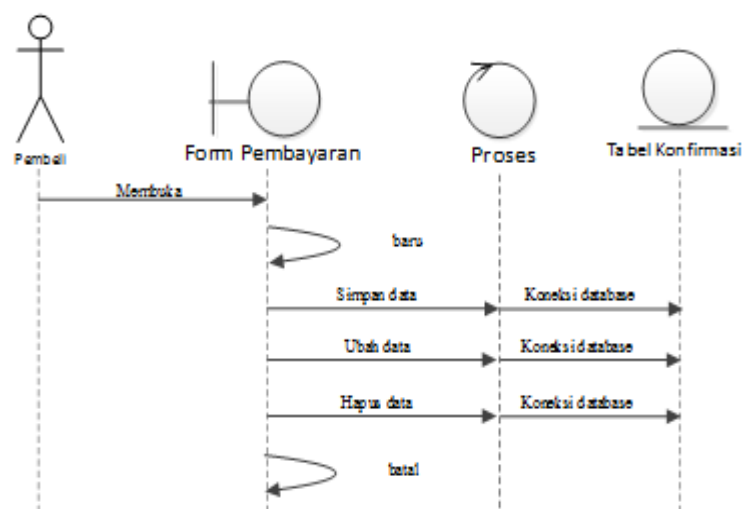 Pembeli
Form Pembayaran
Proses
Tabel Konfirmasi
Membuka
baru
Simpan data
Koneksi database
Ubah data
Koneksi database
Hapus data
Koneksi database
batal